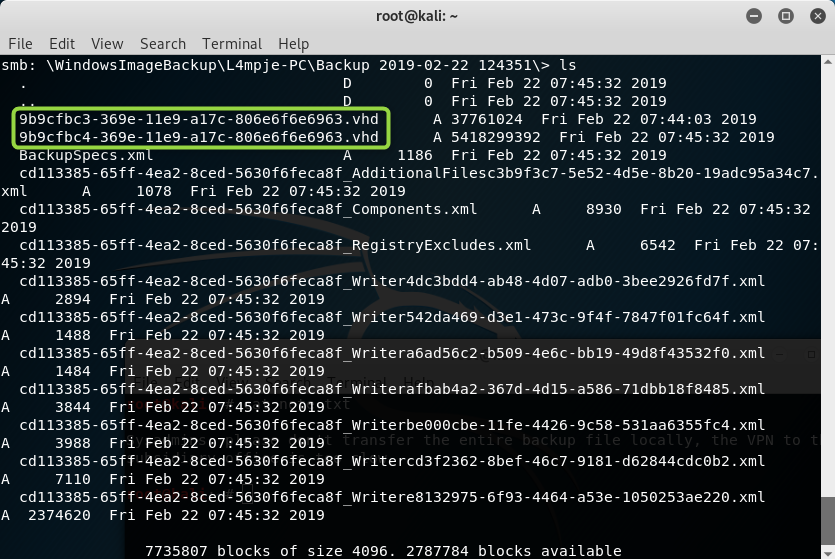 root@kali: ~
File Edit View Search Terminal Help
smb: \WindowsImageBackup\L4mpje-PC\Backup 2019-02-22 124351\> ls
. D 0 Fri Feb 22 07:45:32 2019
.. D 0 Fri Feb 22 07:45:32 2019
9b9cfbc3-369e-11e9-a17c-806e6f6e6963.vhd A 37761024 Fri Feb 22 07:44:03 2019
9b9cfbc4-369e-11e9-a17c-806e6f6e6963.vhd A 5418299392 Fri Feb 22 07:45:32 2019
BackupSpecs.xml A 1186 Fri Feb 22 07:45:32 2019
cd113385-65ff-4ea2-8ced-5630f6feca8f_AdditionalFilesc3b9f3c7-5e52-4d5e-8b20-19adc95a34c7.
xml A 1078 Fri Feb 22 07:45:32 2019
cd113385-65ff-4ea2-8ced-5630f6feca8f_Components.xml A 8930 Fri Feb 22 07:45:32
2019
cd113385-65ff-4ea2-8ced-5630f6feca8f_RegistryExcludes.xml A 6542 Fri Feb 22 07:
45:32 2019
cd113385-65ff-4ea2-8ced-5630f6feca8f_Writer4dc3bdd4-ab48-4d07-adb0-3bee2926fd7f.xml
A 2894 Fri Feb 22 07:45:32 2019
cd113385-65ff-4ea2-8ced-5630f6feca8f_Writer542da469-d3e1-473c-9f4f-7847f01fc64f.xml
A 1488 Fri Feb 22 07:45:32 2019
cd113385-65ff-4ea2-8ced-5630f6feca8f_Writera6ad56c2-b509-4e6c-bb19-49d8f43532f0.xml
A 1484 Fri Feb 22 07:45:32 2019
cd113385-65ff-4ea2-8ced-5630f6feca8f_Writerafbab4a2-367d-4d15-a586-71dbb18f8485.xml
A 3844 Fri Feb 22 07:45:32 2019
cd113385-65ff-4ea2-8ced-5630f6feca8f_Writerbe000cbe-11fe-4426-9c58-531aa6355fc4.xml
A 3988 Fri Feb 22 07:45:32 2019
cd113385-65ff-4ea2-8ced-5630f6feca8f_Writercd3f2362-8bef-46c7-9181-d62844cdc0b2.xml
A 7110 Fri Feb 22 07:45:32 2019
cd113385-65ff-4ea2-8ced-5630f6feca8f_Writere8132975-6f93-4464-a53e-1050253ae220.xml
A 2374620 Fri Feb 22 07:45:32 2019
7735807 blocks of size 4096. 2787784 blocks available
transfer the entire backup file locally, the VPN to th